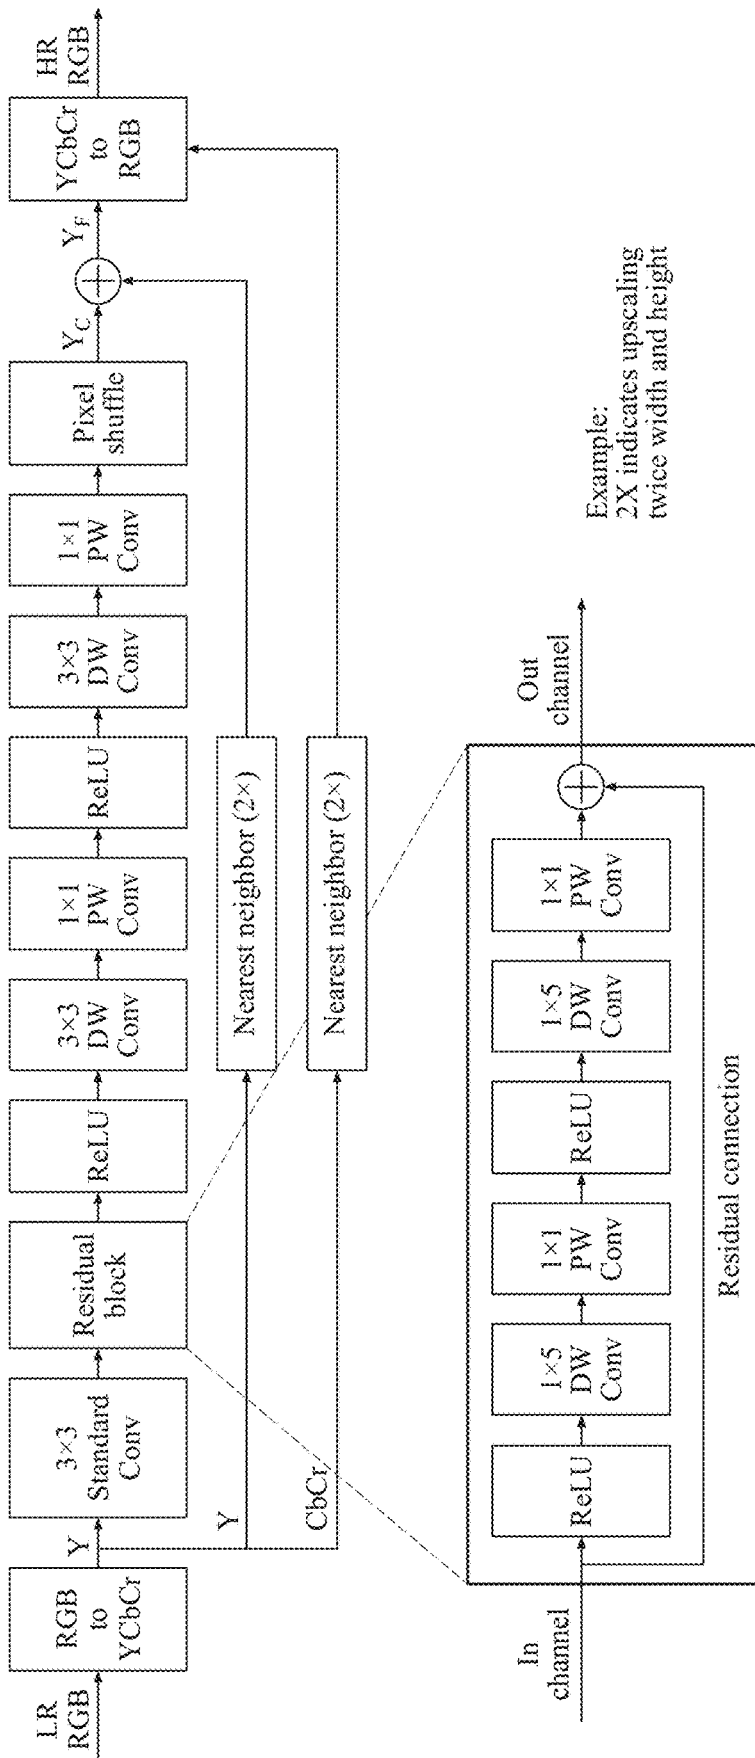 LR
RGB
RGB
to
YCbCr
Y
3×3
Standard
Conv
Residual
block
ReLU
3×3
DW
Conv
1×1
PW
Conv
ReLU
3×3
DW
Conv
1×1
PW
Conv
Pixel
shuffle
Y_C
Y_F
YCbCr
to
RGB
HR
RGB
Y
Nearest neighbor (2×)
CbCr
Nearest neighbor (2×)
In
channel
ReLU
1×5
DW
Conv
1×1
PW
Conv
ReLU
1×5
DW
Conv
1×1
PW
Conv
Out
channel
Residual connection
Example:
2X indicates upscaling
twice width and height